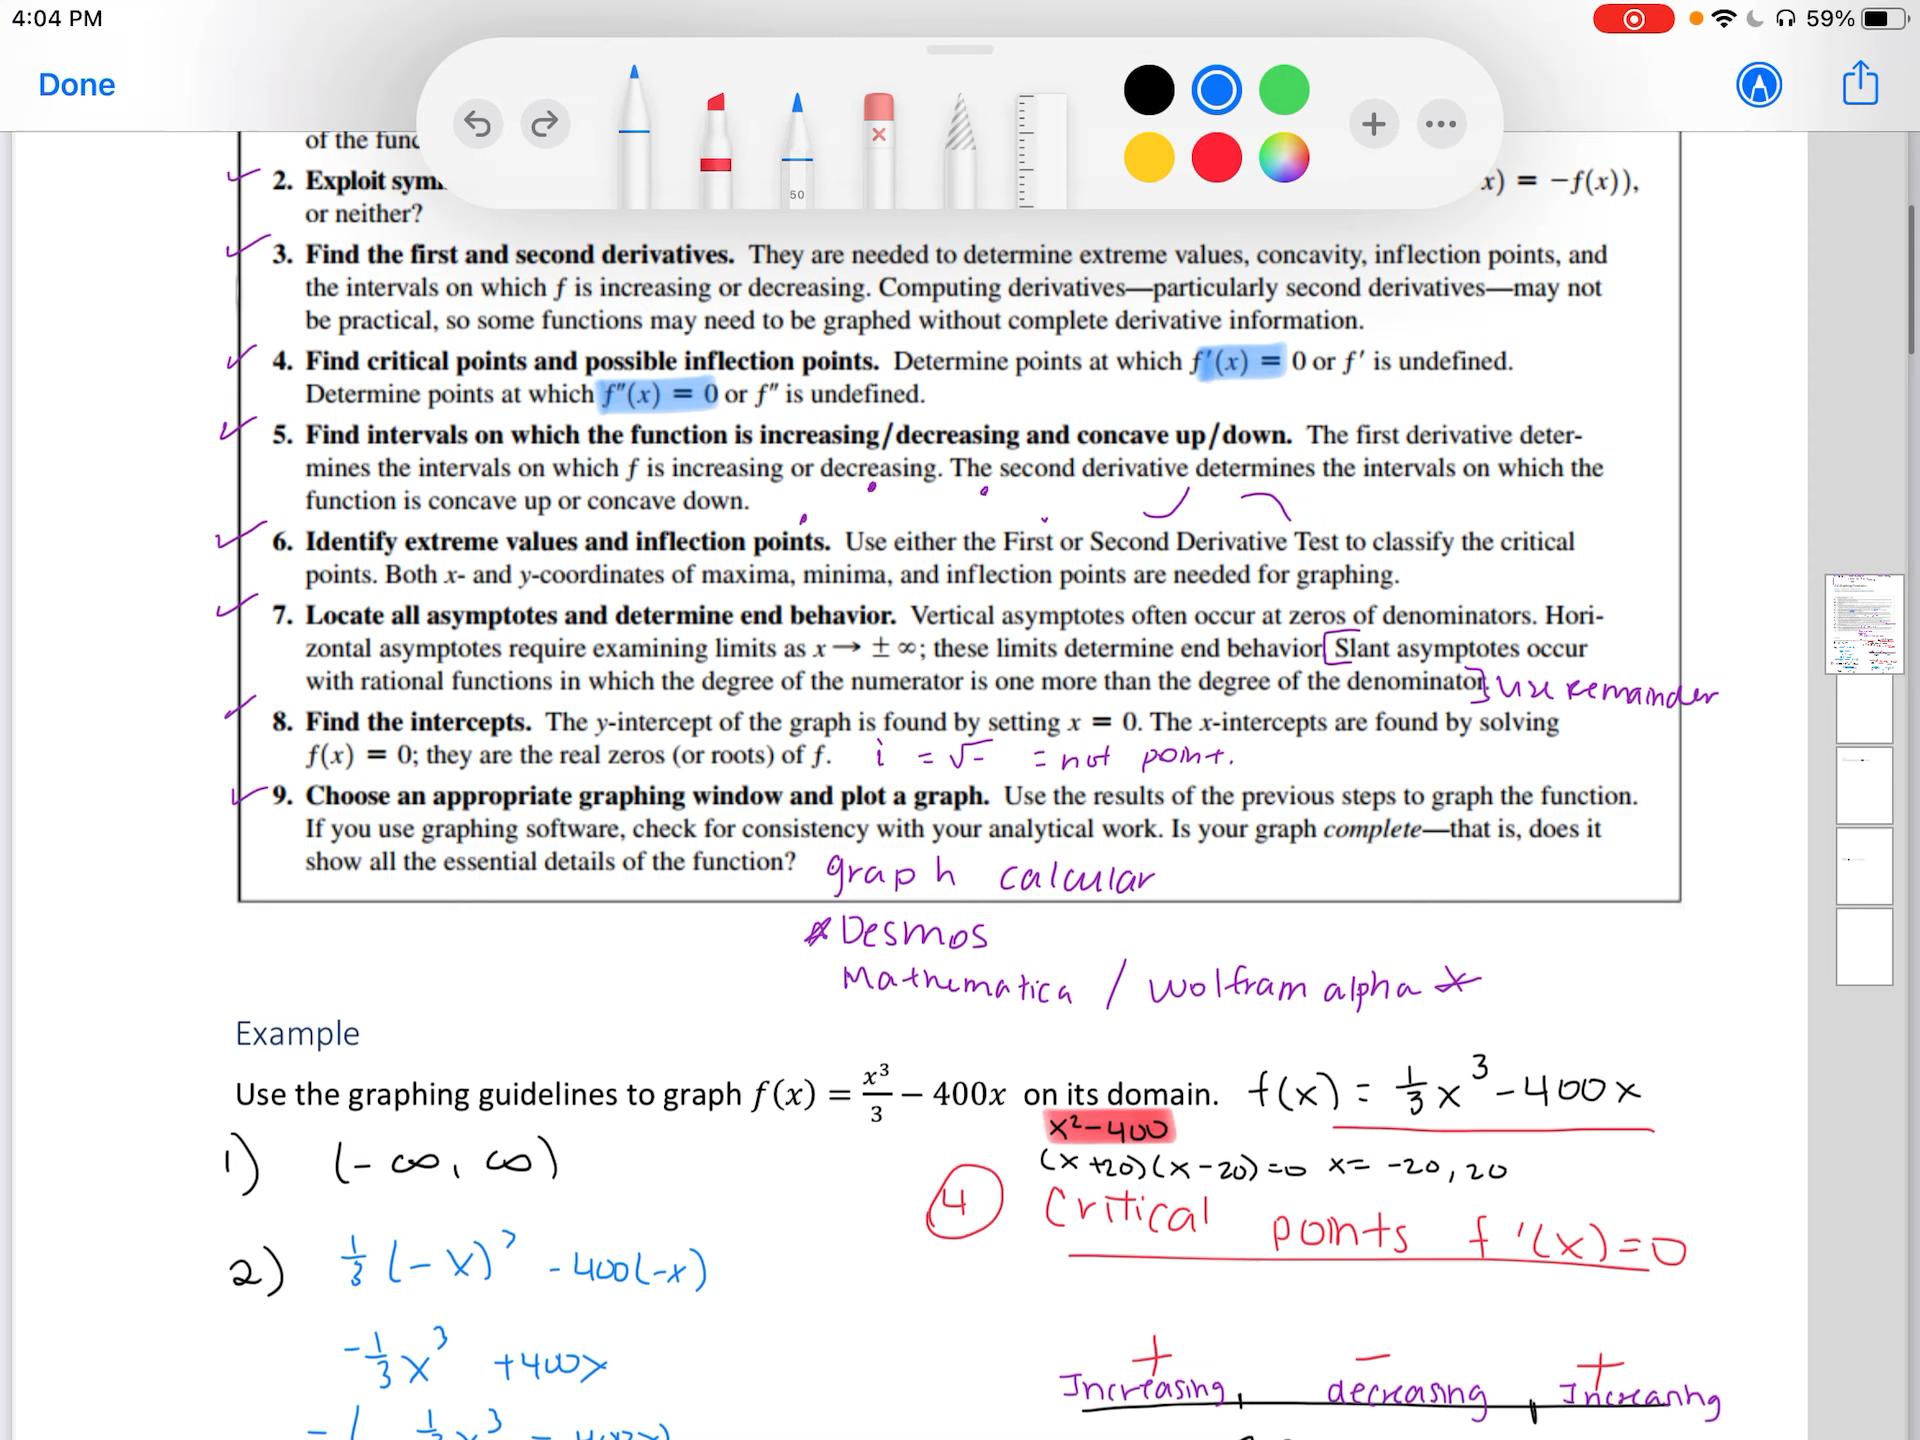 4:04 PM
59%
Done
50
of the func
2. Exploit sym
x) = −f(x)),
or neither?
3. Find the first and second derivatives. They are needed to determine extreme values, concavity, inflection points, and
the intervals on which f is increasing or decreasing. Computing derivatives—particularly second derivatives—may not
be practical, so some functions may need to be graphed without complete derivative information.
4. Find critical points and possible inflection points. Determine points at which f′(x) = 0 or f′ is undefined.
Determine points at which f″(x) = 0 or f″ is undefined.
5. Find intervals on which the function is increasing/decreasing and concave up/down. The first derivative deter-
mines the intervals on which f is increasing or decreasing. The second derivative determines the intervals on which the
function is concave up or concave down.
6. Identify extreme values and inflection points. Use either the First or Second Derivative Test to classify the critical
points. Both x- and y-coordinates of maxima, minima, and inflection points are needed for graphing.
7. Locate all asymptotes and determine end behavior. Vertical asymptotes often occur at zeros of denominators. Hori-
zontal asymptotes require examining limits as x → ± ∞; these limits determine end behavior. Slant asymptotes occur
with rational functions in which the degree of the numerator is one more than the degree of the denominator. use remainder
8. Find the intercepts. The y-intercept of the graph is found by setting x = 0. The x-intercepts are found by solving
f(x) = 0; they are the real zeros (or roots) of f. i = √- = not point.
9. Choose an appropriate graphing window and plot a graph. Use the results of the previous steps to graph the function.
If you use graphing software, check for consistency with your analytical work. Is your graph complete—that is, does it
show all the essential details of the function? graph calcular
* Desmos
Mathematica / wolfram alpha *
Example
Use the graphing guidelines to graph f(x) = x³/3 − 400x on its domain. f(x) = 1/3 x³ - 400x
x² - 400
1) (-∞, ∞)
(x +20)(x - 20) = 0 x = -20, 20
4 Critical points f'(x) = 0
2) 1/3 (-x)³ - 400(-x)
-1/3 x³ + 400x
+ − +
Increasing decreasing Increasing